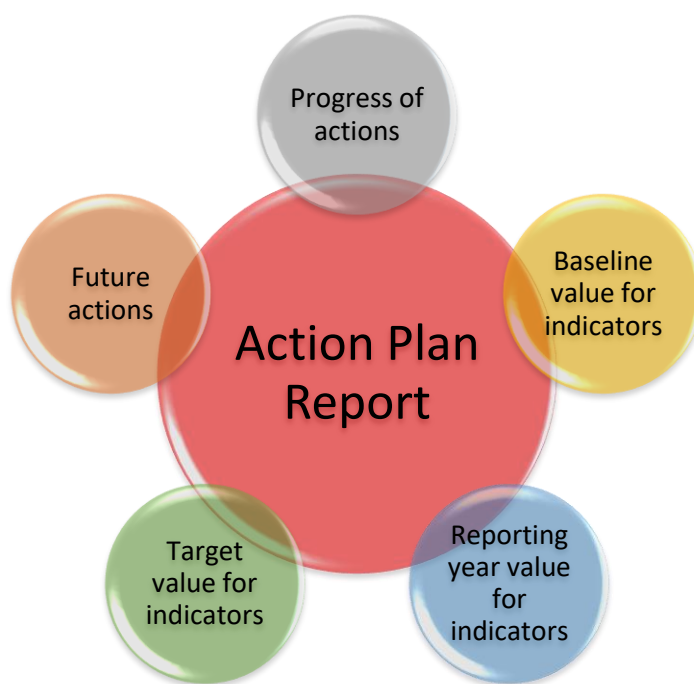 Progress of
actions
Baseline
value for
indicators
Reporting
year value
for
indicators
Target
value for
indicators
Future
actions
Action Plan
Report